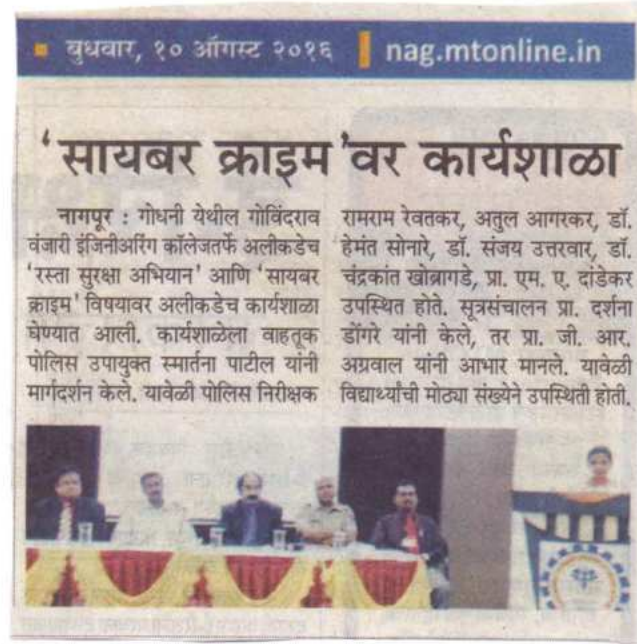 बुधवार, १० ऑगस्ट २०१६
nag.mtonline.in
‘सायबर क्राइम’वर कार्यशाळा
नागपूर : गोधनी येथील गोविंदराव
वंजारी इंजिनीअरिंग कॉलेजतर्फे अलीकडेच
‘रस्ता सुरक्षा अभियान’ आणि ‘सायबर
क्राइम’ विषयावर अलीकडेच कार्यशाळा
घेण्यात आली. कार्यशाळेला वाहतूक
पोलिस उपायुक्त स्मार्तना पाटील यांनी
मार्गदर्शन केले. यावेळी पोलिस निरीक्षक
रामराम रेवतकर, अतुल आगरकर, डॉ.
हेमंत सोनारे, डॉ. संजय उत्तरवार, डॉ.
चंद्रकांत खोब्रागडे, प्रा. एम. ए. दांडेकर
उपस्थित होते. सूत्रसंचालन प्रा. दर्शना
डोंगरे यांनी केले, तर प्रा. जी. आर.
अग्रवाल यांनी आभार मानले. यावेळी
विद्यार्थ्यांची मोठ्या संख्येने उपस्थिती होती.